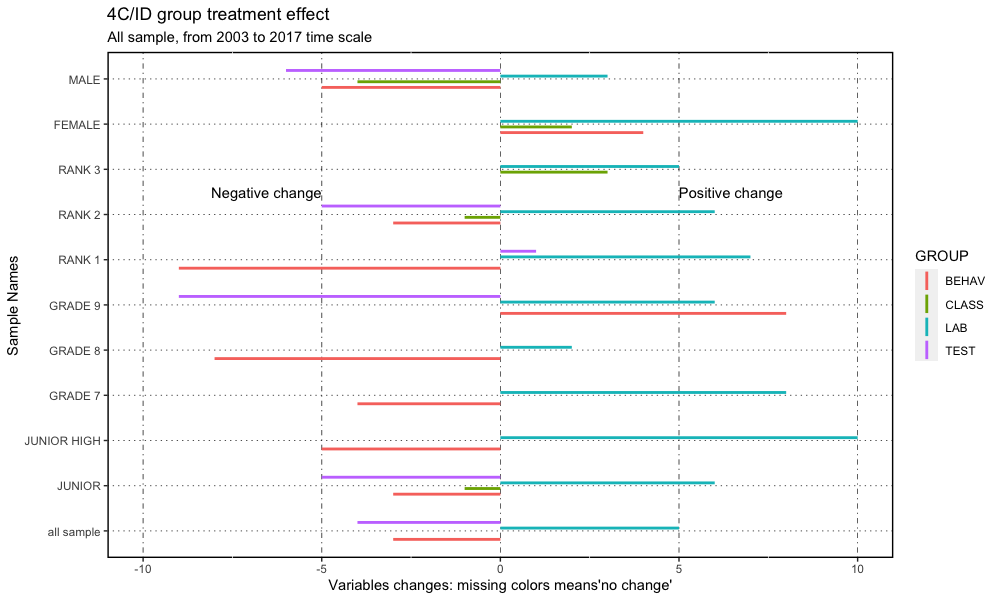 4C/ID group treatment effect
All sample, from 2003 to 2017 time scale
Sample Names
MALE
FEMALE
RANK 3
Negative change
Positive change
RANK 2
RANK 1
GRADE 9
GRADE 8
GRADE 7
JUNIOR HIGH
JUNIOR
all sample
-10
-5
0
5
10
Variables changes: missing colors means'no change'
GROUP
BEHAV
CLASS
LAB
TEST